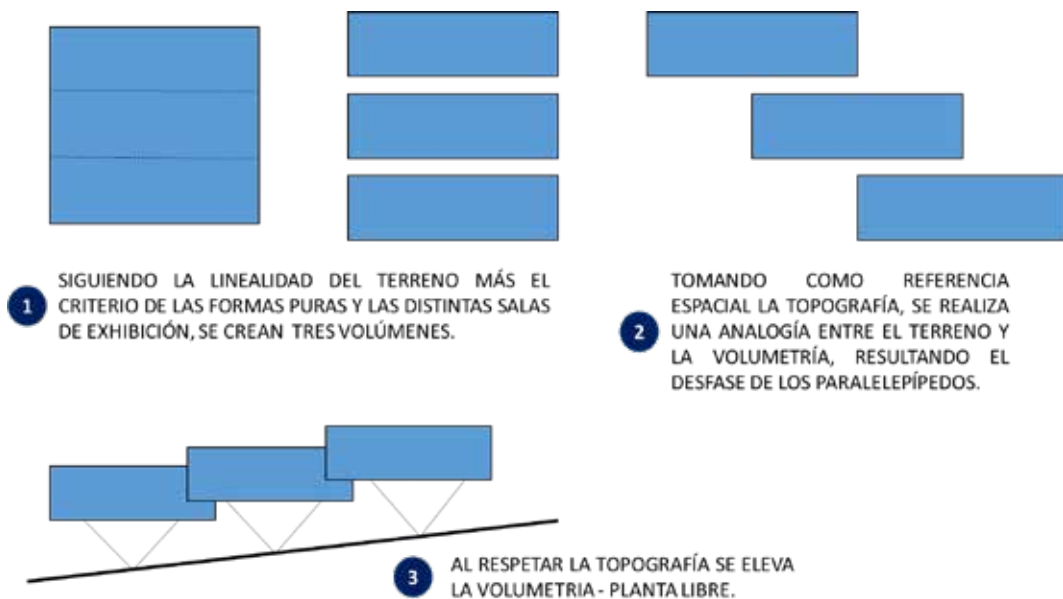 1
SIGUIENDO LA LINEALIDAD DEL TERRENO MÁS EL
CRITERIO DE LAS FORMAS PURAS Y LAS DISTINTAS SALAS
DE EXHIBICIÓN, SE CREAN TRES VOLÚMENES.
2
TOMANDO COMO REFERENCIA
ESPACIAL LA TOPOGRAFÍA, SE REALIZA
UNA ANALOGÍA ENTRE EL TERRENO Y
LA VOLUMETRÍA, RESULTANDO EL
DESFASE DE LOS PARALELEPÍPEDOS.
3
AL RESPETAR LA TOPOGRAFÍA SE ELEVA
LA VOLUMETRIA - PLANTA LIBRE.